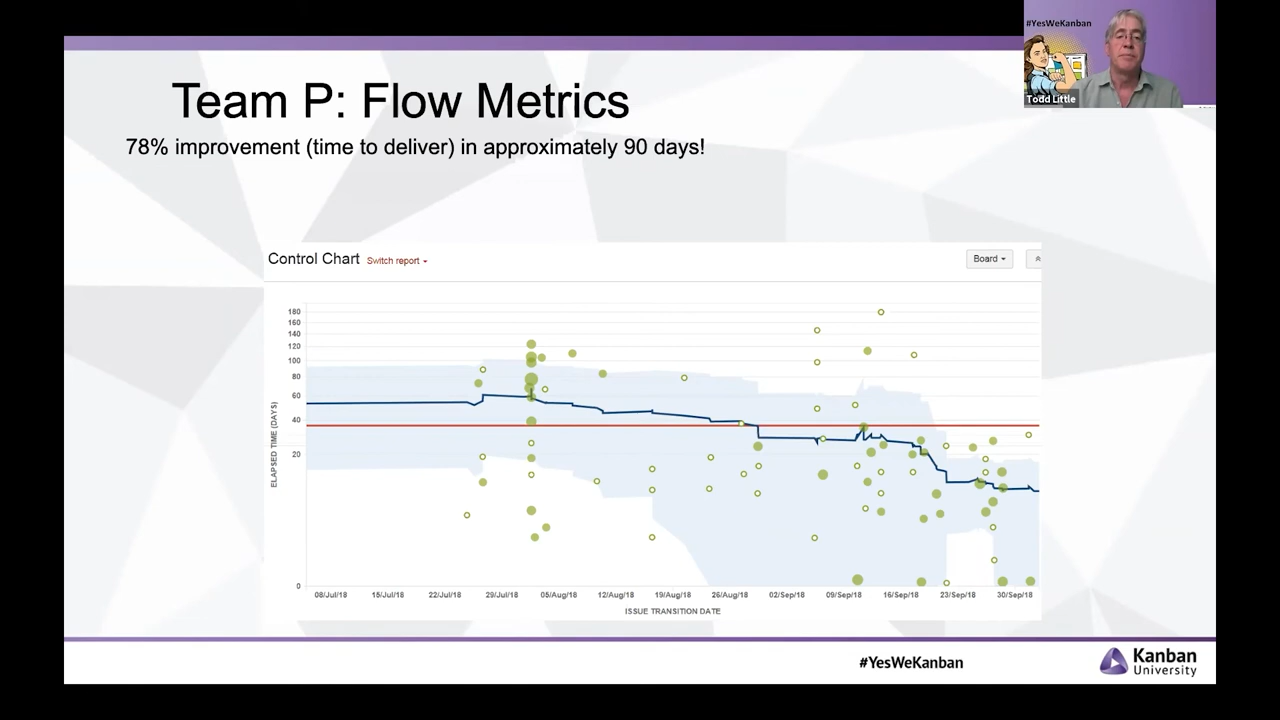 #YesWeKanban
Todd Little
Team P: Flow Metrics
78% improvement (time to deliver) in approximately 90 days!
Control Chart Switch report
Board
180
160
140
120
100
80
60
40
20
0
ELAPSED TIME (DAYS)
08/Jul/18 15/Jul/18 22/Jul/18 29/Jul/18 05/Aug/18 12/Aug/18 19/Aug/18 26/Aug/18 02/Sep/18 09/Sep/18 16/Sep/18 23/Sep/18 30/Sep/18
ISSUE TRANSITION DATE
#YesWeKanban
Kanban
University